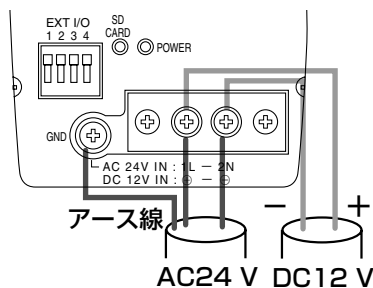 EXT I/O
1 2 3 4
SD
CARD
POWER
GND
AC 24V IN : 1L － 2N
DC 12V IN : ⊕ － ⊖
アース線
－ ＋
AC24 V DC12 V